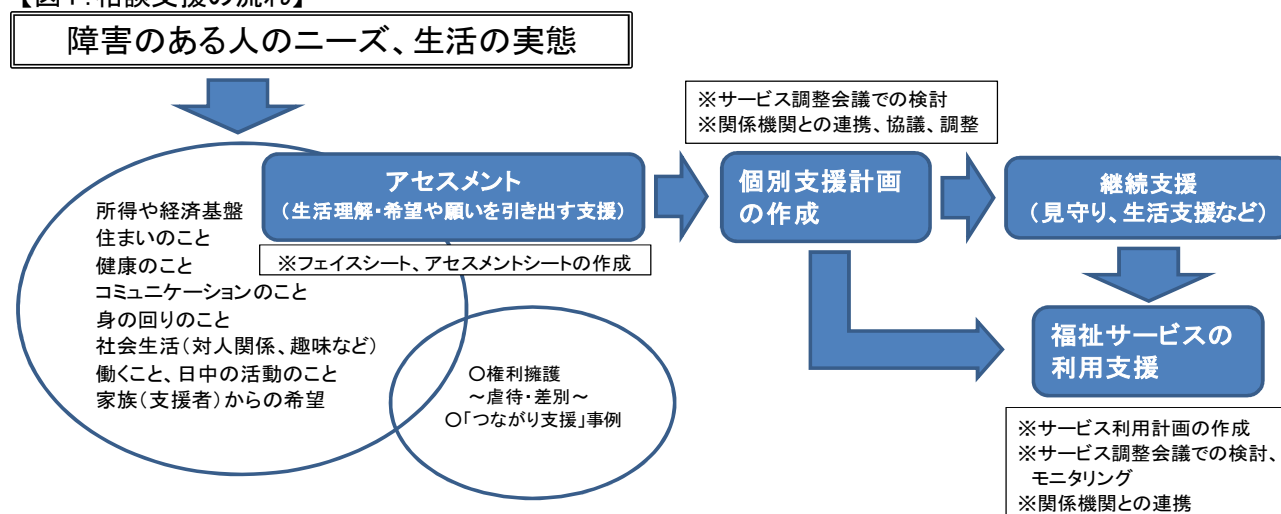 【図1:相談支援の流れ】
障害のある人のニーズ、生活の実態
※サービス調整会議での検討
※関係機関との連携、協議、調整
アセスメント
(生活理解・希望や願いを引き出す支援)
個別支援計画
の作成
継続支援
(見守り、生活支援など)
所得や経済基盤
住まいのこと
健康のこと
コミュニケーションのこと
身の回りのこと
社会生活(対人関係、趣味など)
働くこと、日中の活動のこと
家族(支援者)からの希望
※フェイスシート、アセスメントシートの作成
○権利擁護
~虐待・差別~
○「つながり支援」事例
福祉サービスの
利用支援
※サービス利用計画の作成
※サービス調整会議での検討、
モニタリング
※関係機関との連携